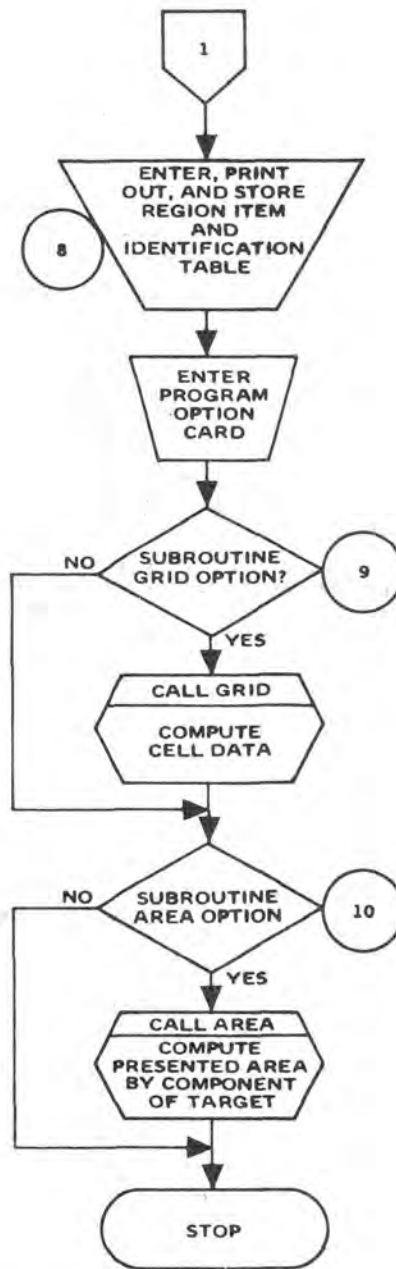 1
ENTER, PRINT
OUT, AND STORE
REGION ITEM
AND
IDENTIFICATION
TABLE
8
ENTER
PROGRAM
OPTION
CARD
NO
SUBROUTINE
GRID OPTION?
9
YES
CALL GRID
COMPUTE
CELL DATA
NO
SUBROUTINE
AREA OPTION
10
YES
CALL AREA
COMPUTE
PRESENTED AREA
BY COMPONENT
OF TARGET
STOP